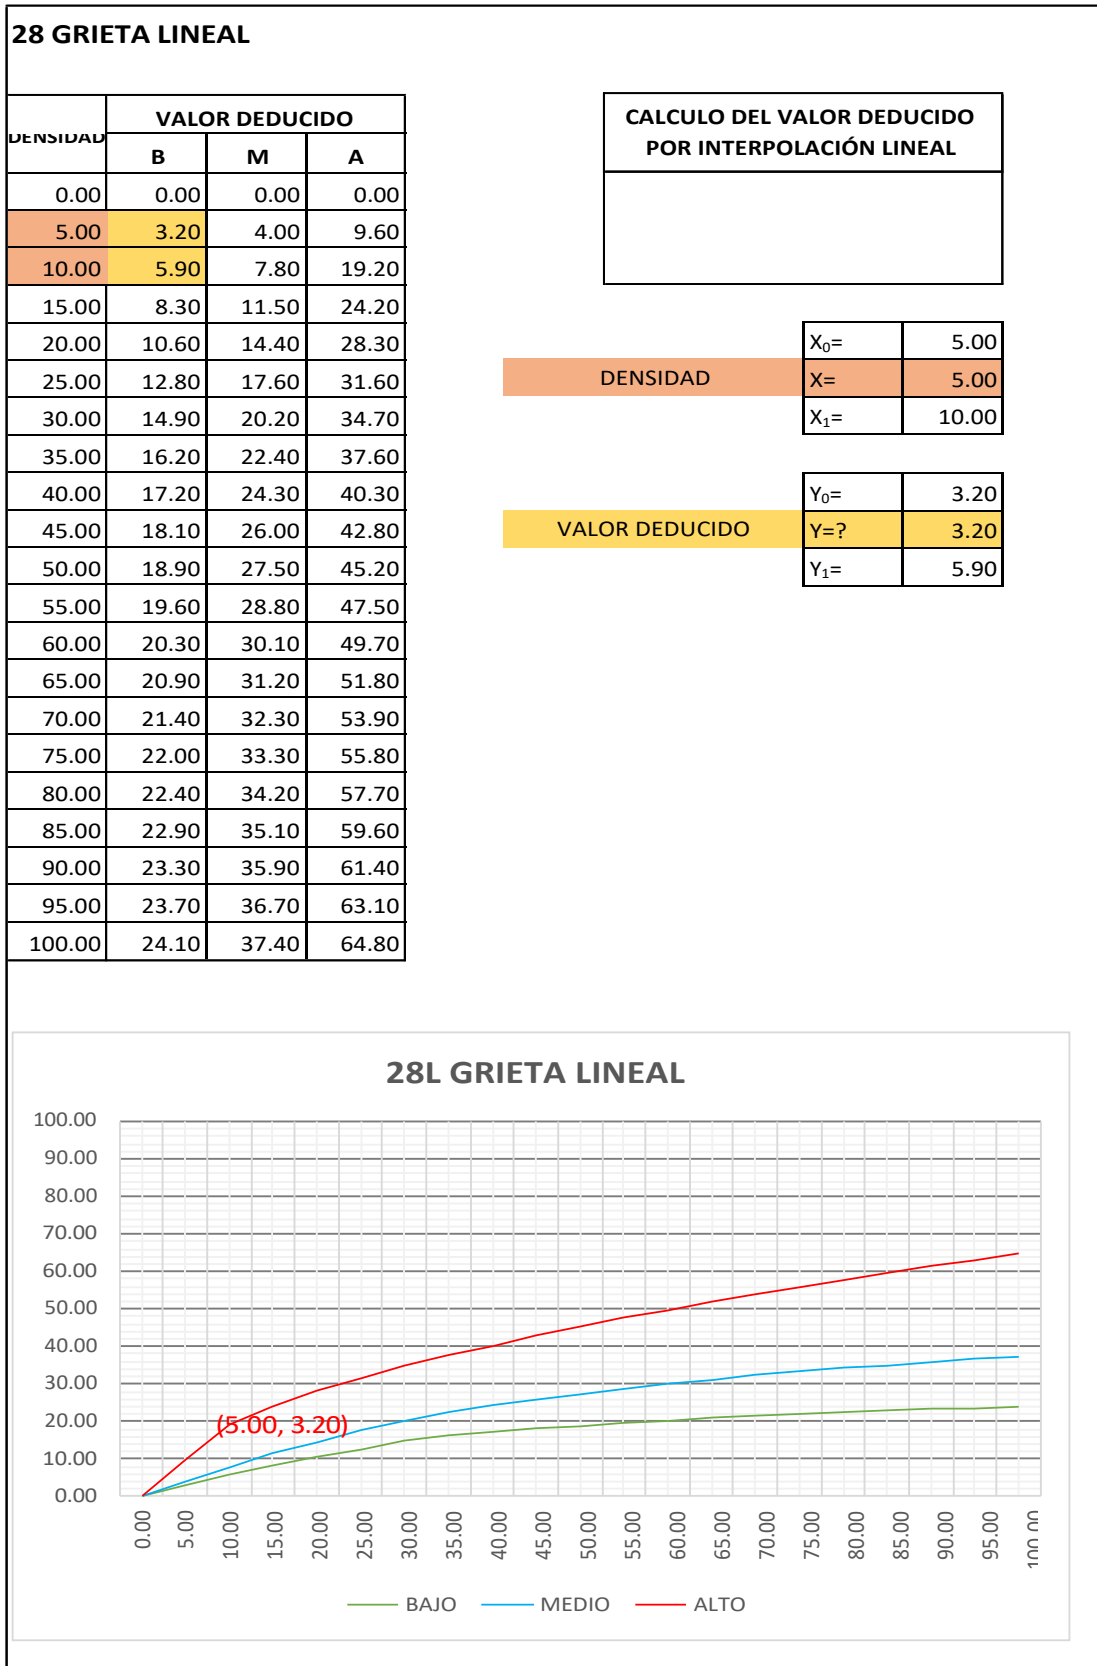 28 GRIETA LINEAL
DENSIDAD VALOR DEDUCIDO
B M A
0.00 0.00 0.00 0.00
5.00 3.20 4.00 9.60
10.00 5.90 7.80 19.20
15.00 8.30 11.50 24.20
20.00 10.60 14.40 28.30
25.00 12.80 17.60 31.60
30.00 14.90 20.20 34.70
35.00 16.20 22.40 37.60
40.00 17.20 24.30 40.30
45.00 18.10 26.00 42.80
50.00 18.90 27.50 45.20
55.00 19.60 28.80 47.50
60.00 20.30 30.10 49.70
65.00 20.90 31.20 51.80
70.00 21.40 32.30 53.90
75.00 22.00 33.30 55.80
80.00 22.40 34.20 57.70
85.00 22.90 35.10 59.60
90.00 23.30 35.90 61.40
95.00 23.70 36.70 63.10
100.00 24.10 37.40 64.80
CALCULO DEL VALOR DEDUCIDO
POR INTERPOLACIÓN LINEAL
X₀= 5.00
DENSIDAD X= 5.00
X₁= 10.00
Y₀= 3.20
VALOR DEDUCIDO Y=? 3.20
Y₁= 5.90
28L GRIETA LINEAL
100.00
90.00
80.00
70.00
60.00
50.00
40.00
30.00
20.00
10.00
0.00
(5.00, 3.20)
0.00 5.00 10.00 15.00 20.00 25.00 30.00 35.00 40.00 45.00 50.00 55.00 60.00 65.00 70.00 75.00 80.00 85.00 90.00 95.00 100.00
BAJO MEDIO ALTO